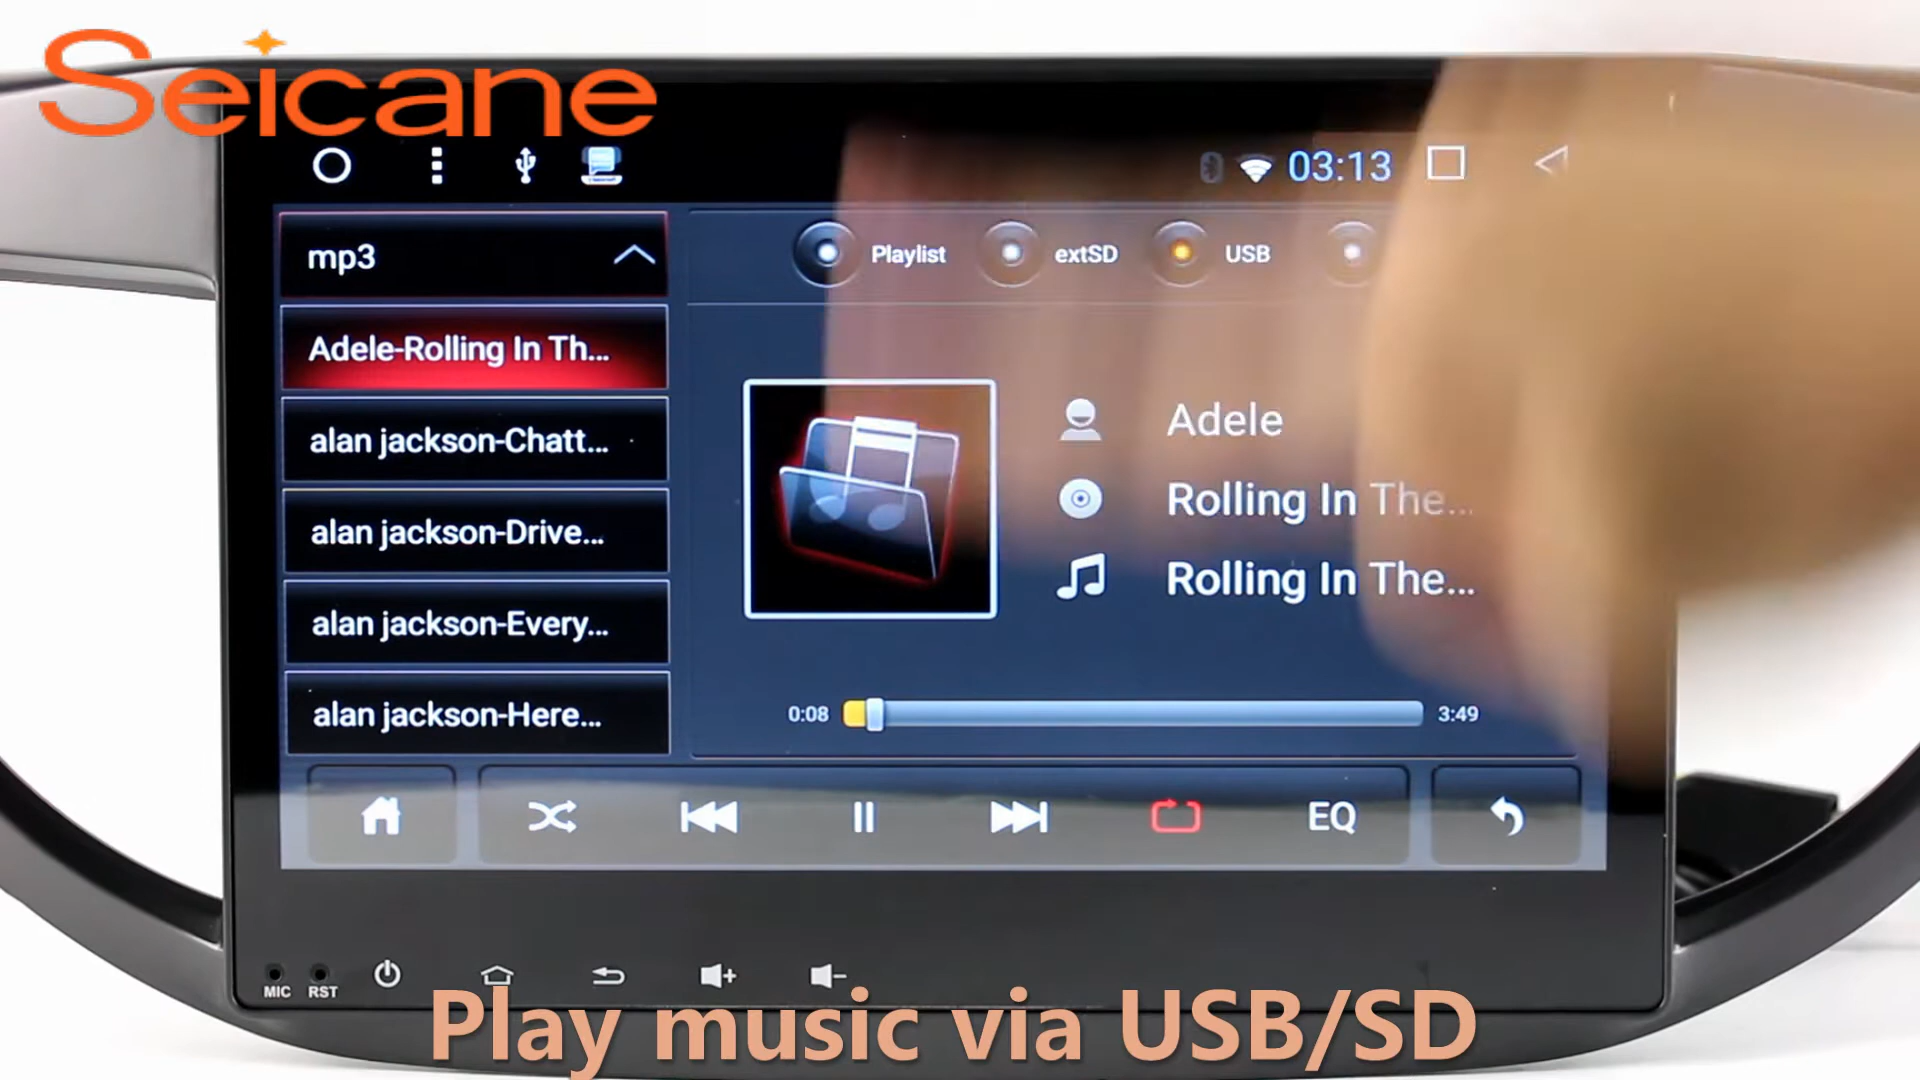 Seicane
03:13
mp3
Playlist
extSD
USB
Adele-Rolling In Th...
alan jackson-Chatt...
alan jackson-Drive...
alan jackson-Every...
alan jackson-Here...
Adele
Rolling In The...
Rolling In The...
0:08
3:49
EQ
MIC
RST
Play music via USB/SD